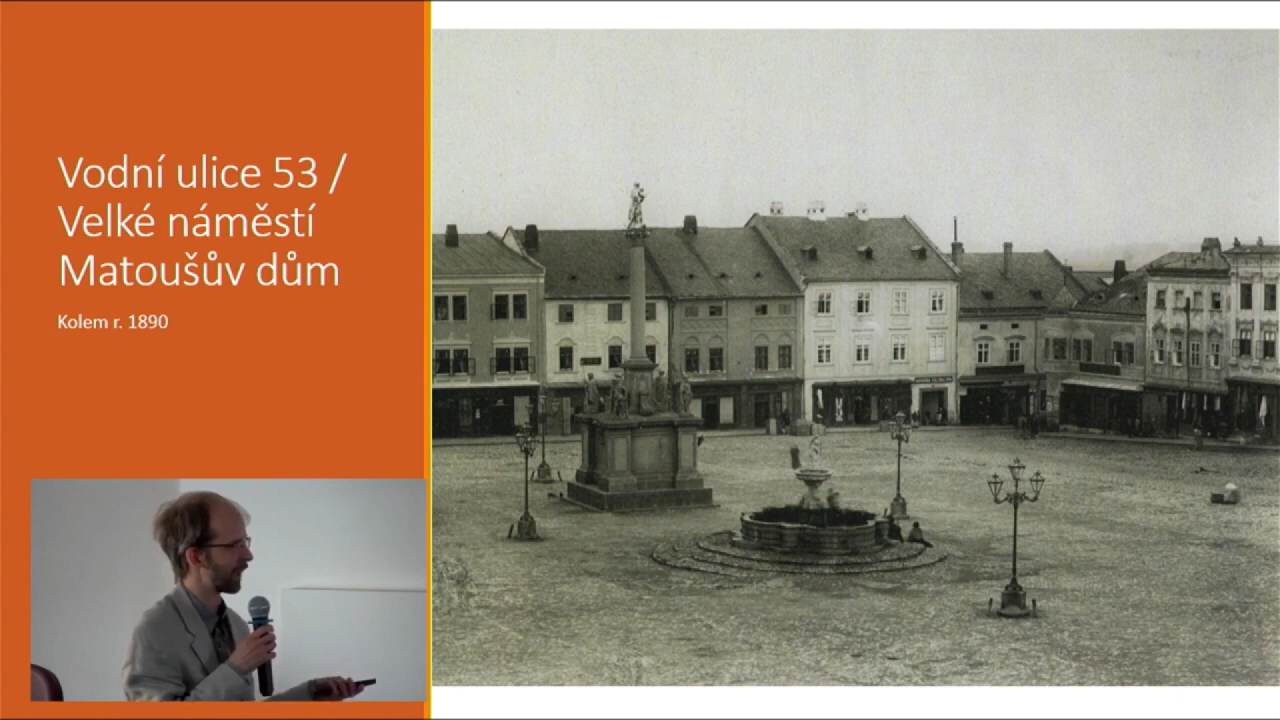 Vodní ulice 53 /
Velké náměstí
Matoušův dům
Kolem r. 1890